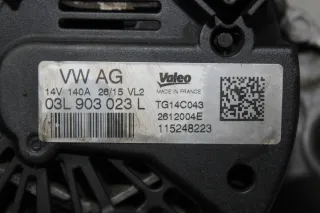 VW AG
Valeo
MADE IN FRANCE
14V 140A 26/15 VL2
03L 903 023 L
TG14C043
2612004E
115248223